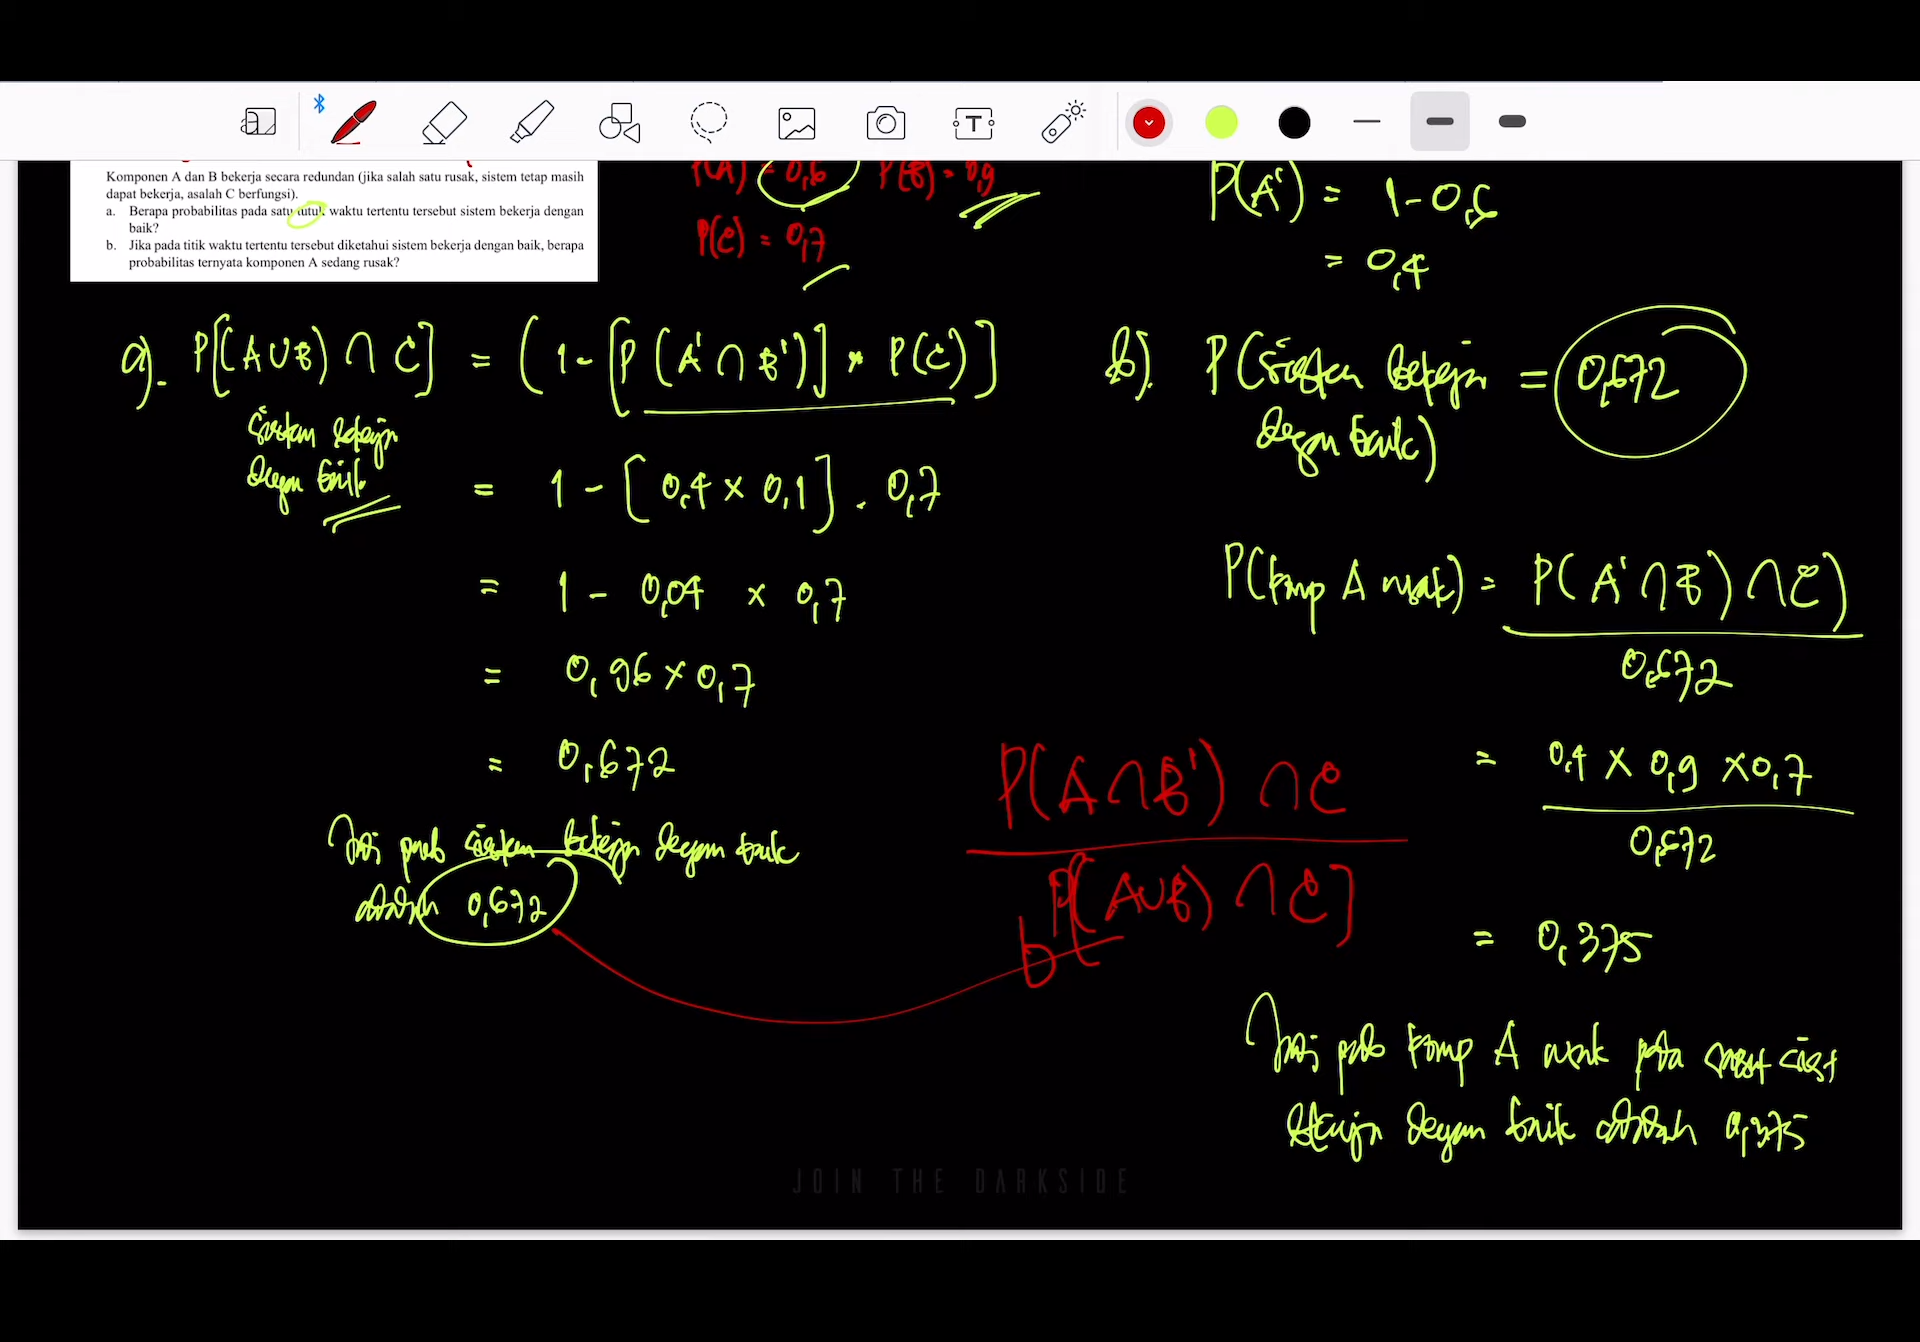 Komponen A dan B bekerja secara redundan (jika salah satu rusak, sistem tetap masih
dapat bekerja, asalah C berfungsi).
a. Berapa probabilitas pada satu waktu tertentu tersebut sistem bekerja dengan
baik?
b. Jika pada titik waktu tertentu tersebut diketahui sistem bekerja dengan baik, berapa
probabilitas ternyata komponen A sedang rusak?
P(A) = 0,6 P(B) = 0,9
P(C) = 0,7
P(A') = 1-0,6
= 0,4
a). P[(A∪B) ∩ C] = (1-[P(A' ∩ B')] * P(C)]
sistem bekerja
dengan baik
= 1 - [0,4 × 0,1] . 0,7
= 1 - 0,04 × 0,7
= 0,96 × 0,7
= 0,672
Jadi prob sistem bekerja dengan baik
adalah 0,672
b). P(sistem bekerja = 0,672
dengan baik)
P(komp A rusak) = P(A' ∩ B) ∩ C)
0,672
= 0,4 × 0,9 × 0,7
0,672
= 0,375
Jadi prob komp A rusak pada saat sist
bekerja dengan baik adalah 0,375
P(A ∩ B') ∩ C
P[(A∪B) ∩ C]
b
JOIN THE DARKSIDE